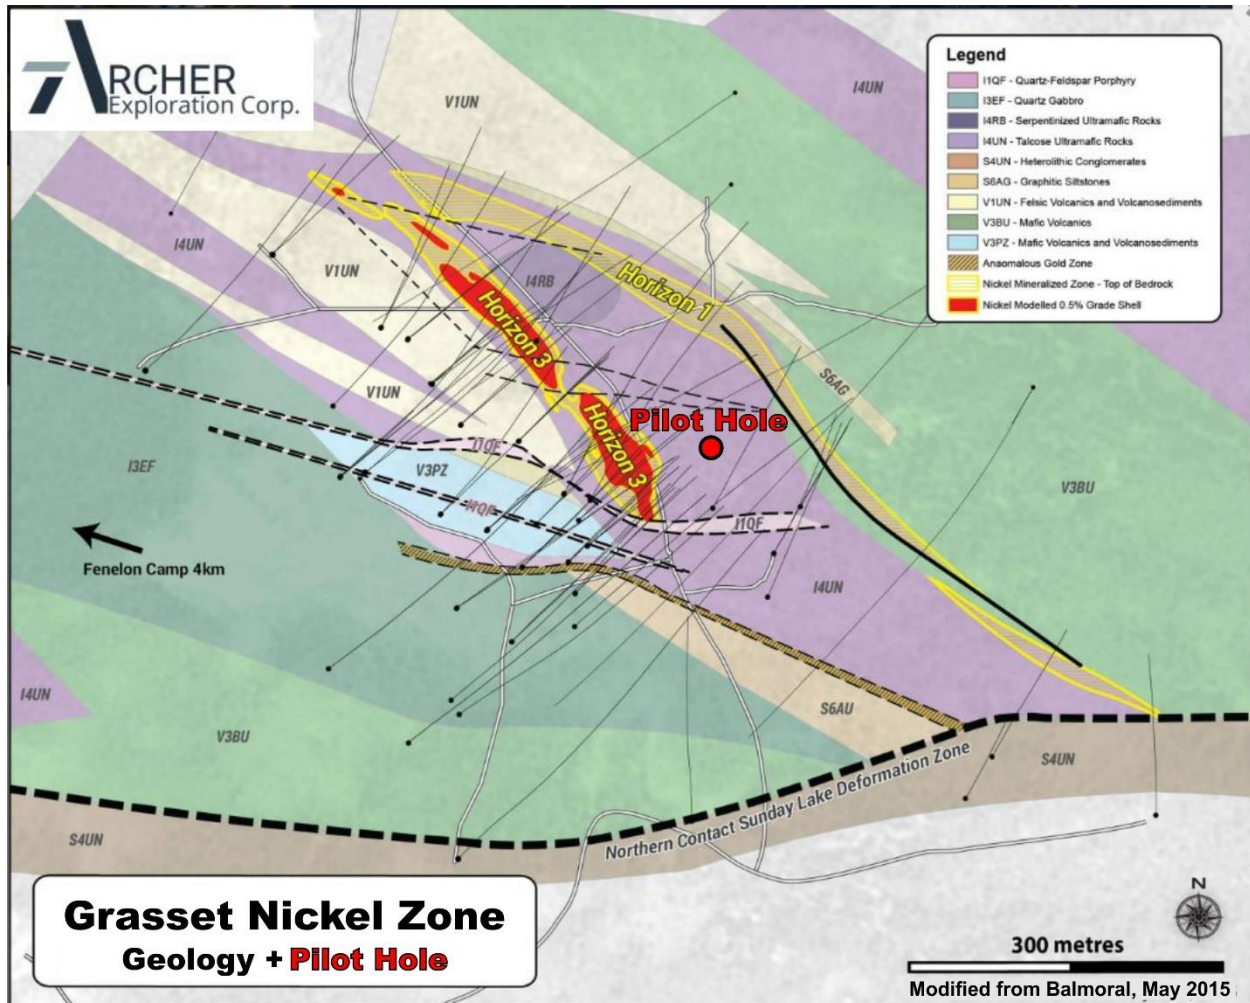 ARCHER
Exploration Corp.
Legend
I1QF - Quartz-Feldspar Porphyry
I3EF - Quartz Gabbro
I4RB - Serpentinized Ultramafic Rocks
I4UN - Talcose Ultramafic Rocks
S4UN - Heterolithic Conglomerates
S6AG - Graphitic Siltstones
V1UN - Felsic Volcanics and Volcanosediments
V3BU - Mafic Volcanics
V3PZ - Mafic Volcanics and Volcanosediments
Anaomalous Gold Zone
Nickel Mineralized Zone - Top of Bedrock
Nickel Modelled 0.5% Grade Shell
V1UN
I4UN
I4UN
V1UN
I4RB
Horizon 1
Horizon 3
V1UN
S6AG
Horizon 3
Pilot Hole
I1QF
I3EF
V3PZ
V3BU
I1QF
I1QF
Fenelon Camp 4km
I4UN
I4UN
S6AU
V3BU
S4UN
Northern Contact Sunday Lake Deformation Zone
S4UN
Grasset Nickel Zone
Geology + Pilot Hole
N
300 metres
Modified from Balmoral, May 2015